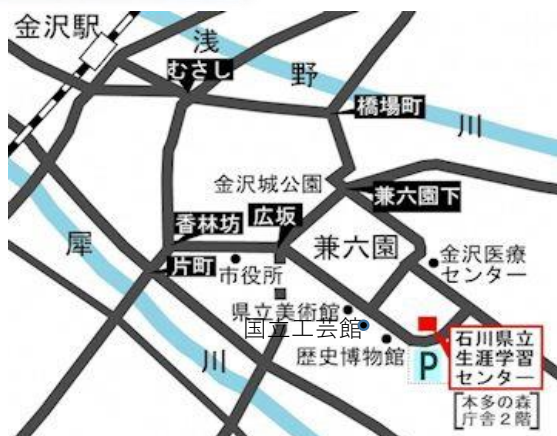 金沢駅
浅
野
川
むさし
橋場町
金沢城公園
兼六園下
香林坊
広坂
兼六園
金沢医療
センター
犀
川
片町
市役所
県立美術館
国立工芸館
歴史博物館
P
石川県立
生涯学習
センター
[本多の森
庁舎2階]